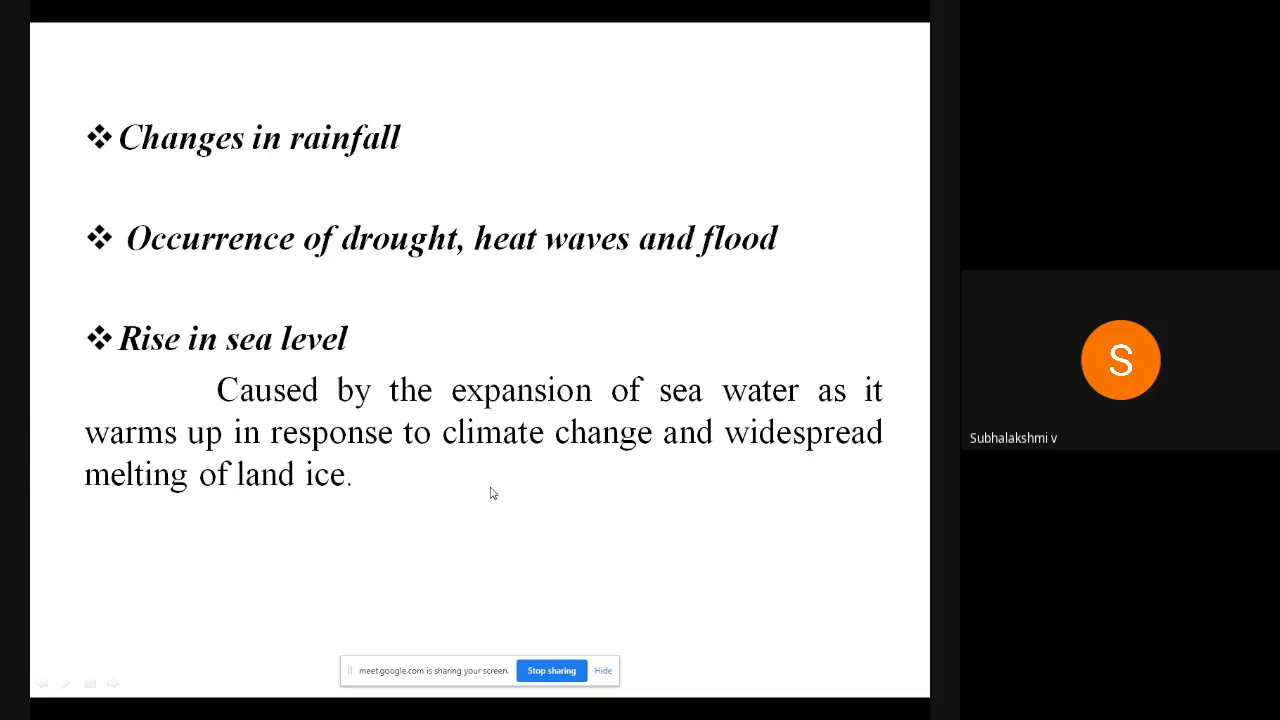 ❖ Changes in rainfall
❖ Occurrence of drought, heat waves and flood
❖ Rise in sea level
Caused by the expansion of sea water as it
warms up in response to climate change and widespread
melting of land ice.
S
Subhalakshmi v
meet.google.com is sharing your screen. Stop sharing Hide